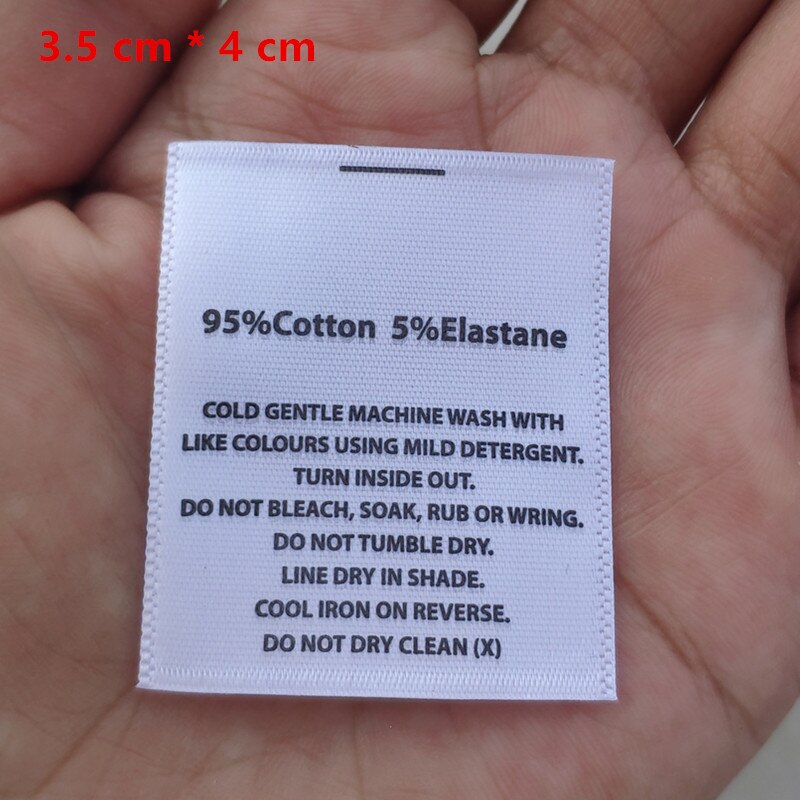 3.5 cm * 4 cm
95%Cotton 5%Elastane
COLD GENTLE MACHINE WASH WITH
LIKE COLOURS USING MILD DETERGENT.
TURN INSIDE OUT.
DO NOT BLEACH, SOAK, RUB OR WRING.
DO NOT TUMBLE DRY.
LINE DRY IN SHADE.
COOL IRON ON REVERSE.
DO NOT DRY CLEAN (X)